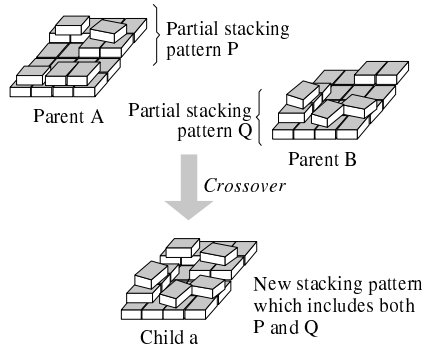 Partial stacking
pattern P
Parent A
Partial stacking
pattern Q
Parent B
Crossover
New stacking pattern
which includes both
P and Q
Child a